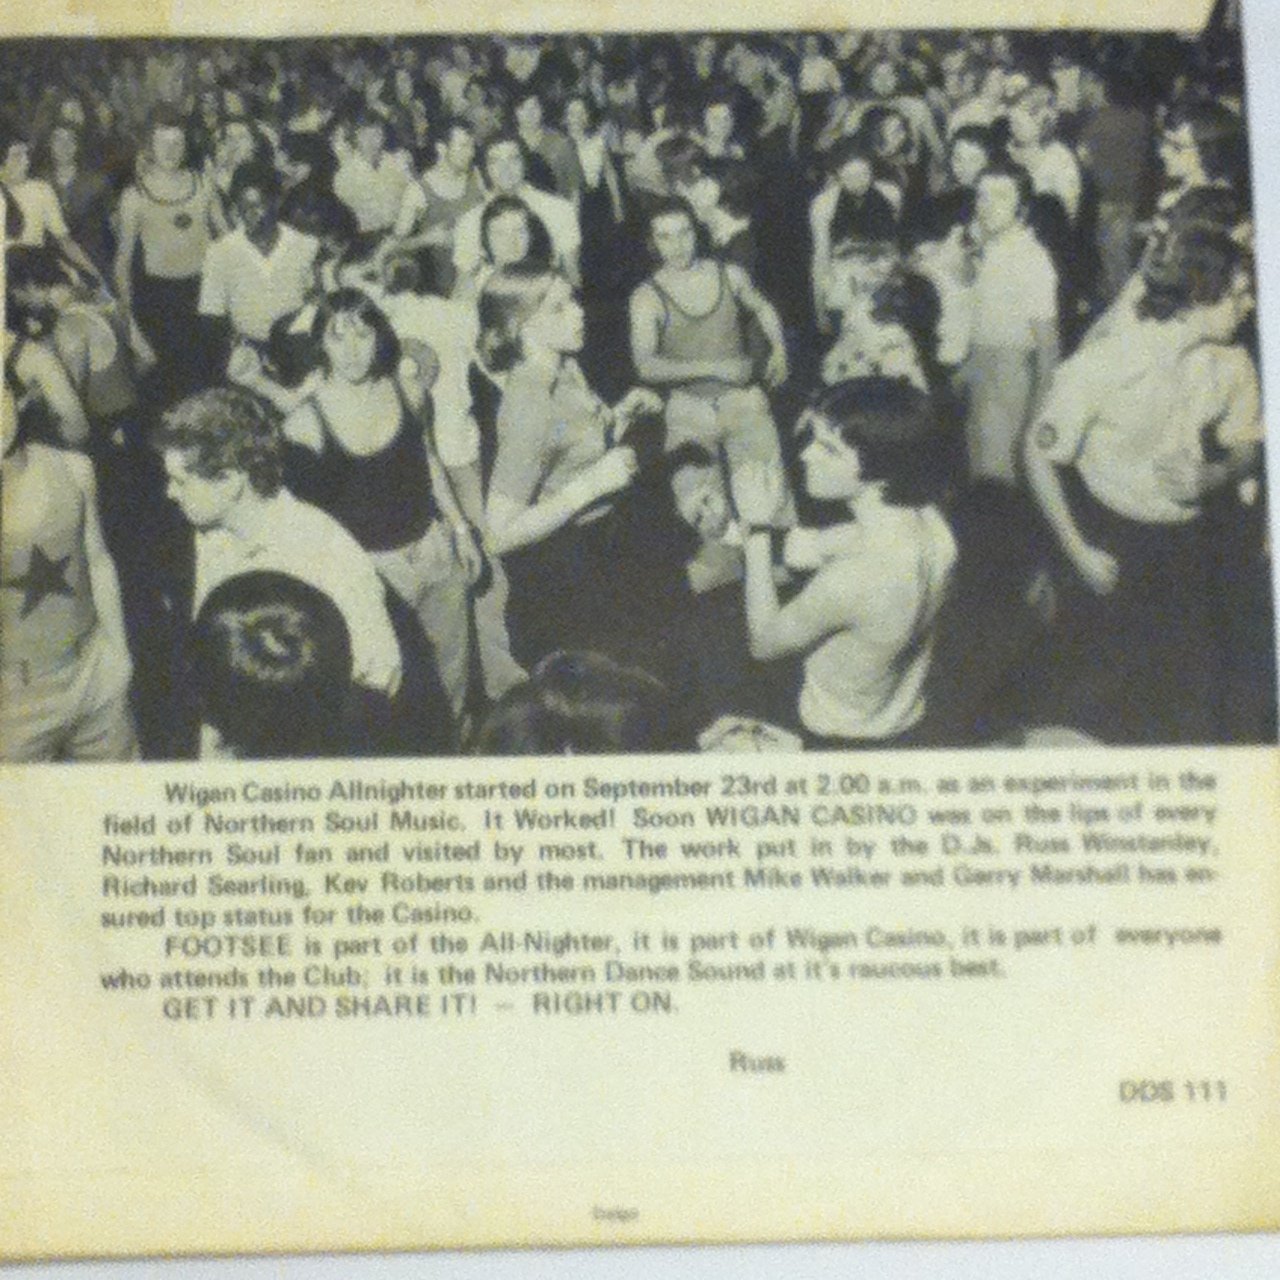 Wigan Casino Allnighter started on September 23rd at 2.00 a.m. as an experiment in the
field of Northern Soul Music. It Worked! Soon WIGAN CASINO was on the lips of every
Northern Soul fan and visited by most. The work put in by the D.Js. Russ Winstanley,
Richard Searling, Kev Roberts and the management Mike Walker and Gerry Marshall has en-
sured top status for the Casino.
FOOTSEE is part of the All-Nighter, it is part of Wigan Casino, it is part of everyone
who attends the Club; it is the Northern Dance Sound at it's raucous best.
GET IT AND SHARE IT! — RIGHT ON.
Russ
DDS 111